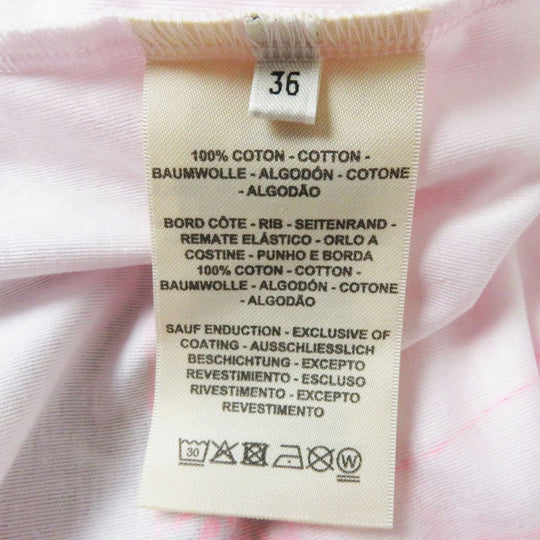 36
100% COTON - COTTON -
BAUMWOLLE - ALGODÓN - COTONE
- ALGODÃO
BORD CÔTE - RIB - SEITENRAND -
REMATE ELÁSTICO - ORLO A
COSTINE - PUNHO E BORDA
100% COTON - COTTON -
BAUMWOLLE - ALGODÓN - COTONE
- ALGODÃO
SAUF ENDUCTION - EXCLUSIVE OF
COATING - AUSSCHLIESSLICH
BESCHICHTUNG - EXCEPTO
REVESTIMIENTO - ESCLUSO
RIVESTIMENTO - EXCEPTO
REVESTIMENTO
30 W